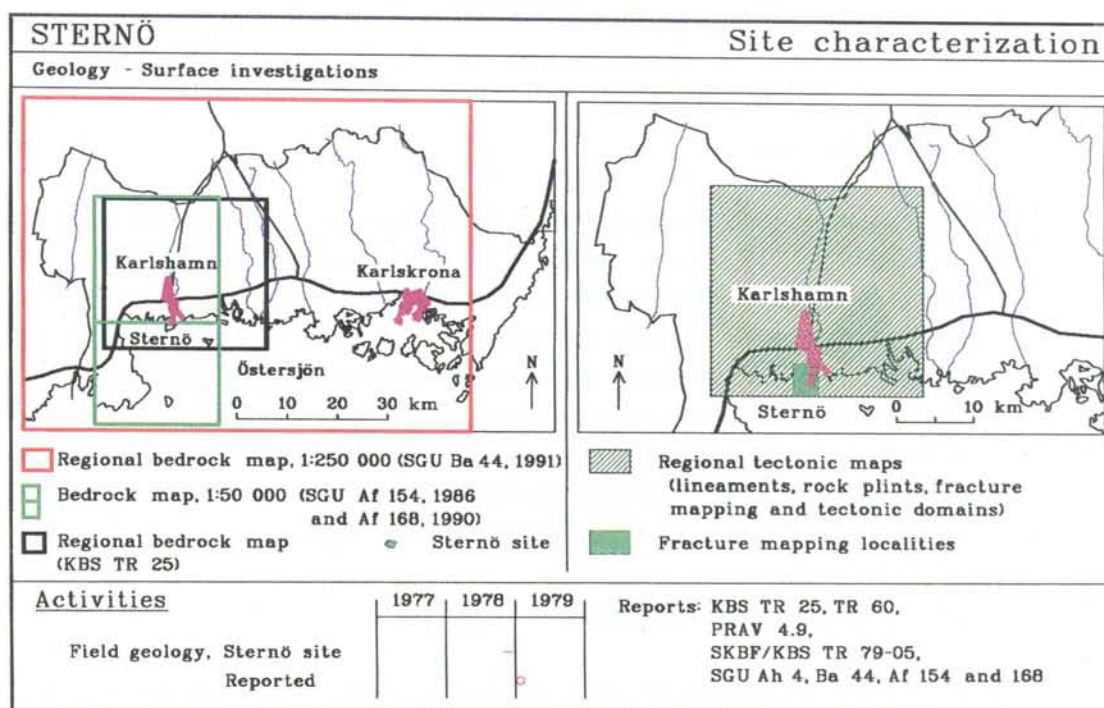 STERNÖ
Site characterization
Geology - Surface investigations
Karlshamn
Karlskrona
Sternö
Östersjön
N
0 10 20 30 km
Karlshamn
N
Sternö
0 10 km
Regional bedrock map, 1:250 000 (SGU Ba 44, 1991)
Bedrock map, 1:50 000 (SGU Af 154, 1986
and Af 168, 1990)
Regional bedrock map
(KBS TR 25)
Sternö site
Regional tectonic maps
(lineaments, rock plints, fracture
mapping and tectonic domains)
Fracture mapping localities
Activities
1977 1978 1979
Field geology, Sternö site
Reported
Reports: KBS TR 25, TR 60,
PRAV 4.9,
SKBF/KBS TR 79-05,
SGU Ah 4, Ba 44, Af 154 and 168